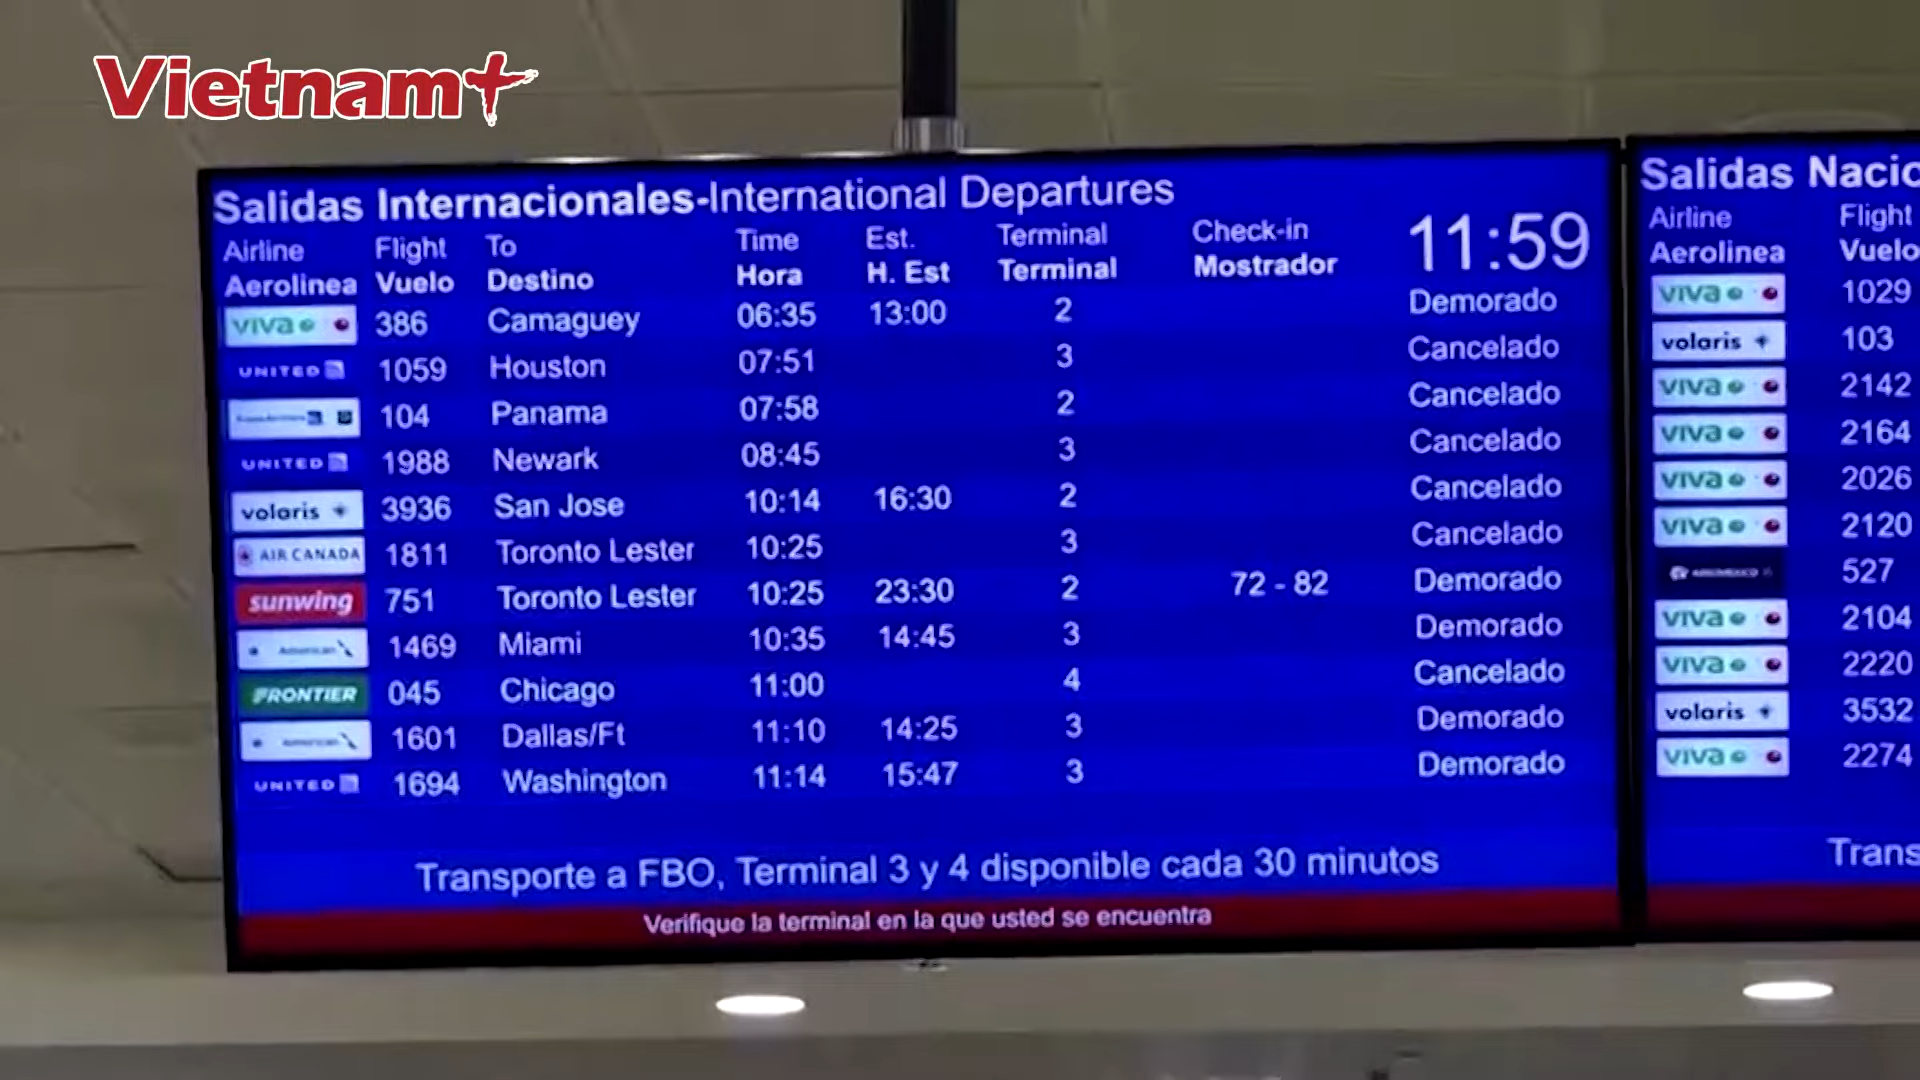 Vietnam+
Salidas Internacionales-International Departures
11:59
Airline Flight To Time Est. Terminal Check-in
Aerolinea Vuelo Destino Hora H. Est Terminal Mostrador
VIVA 386 Camaguey 06:35 13:00 2 Demorado
UNITED 1059 Houston 07:51 3 Cancelado
104 Panama 07:58 2 Cancelado
UNITED 1988 Newark 08:45 3 Cancelado
volaris 3936 San Jose 10:14 16:30 2 Cancelado
AIR CANADA 1811 Toronto Lester 10:25 3 Cancelado
sunwing 751 Toronto Lester 10:25 23:30 2 72 - 82 Demorado
American 1469 Miami 10:35 14:45 3 Demorado
FRONTIER 045 Chicago 11:00 4 Cancelado
American 1601 Dallas/Ft 11:10 14:25 3 Demorado
UNITED 1694 Washington 11:14 15:47 3 Demorado
Transporte a FBO, Terminal 3 y 4 disponible cada 30 minutos
Verifique la terminal en la que usted se encuentra
Salidas Nacio
Airline Flight
Aerolinea Vuelo
VIVA 1029
volaris 103
VIVA 2142
VIVA 2164
VIVA 2026
VIVA 2120
527
VIVA 2104
VIVA 2220
volaris 3532
VIVA 2274
Trans